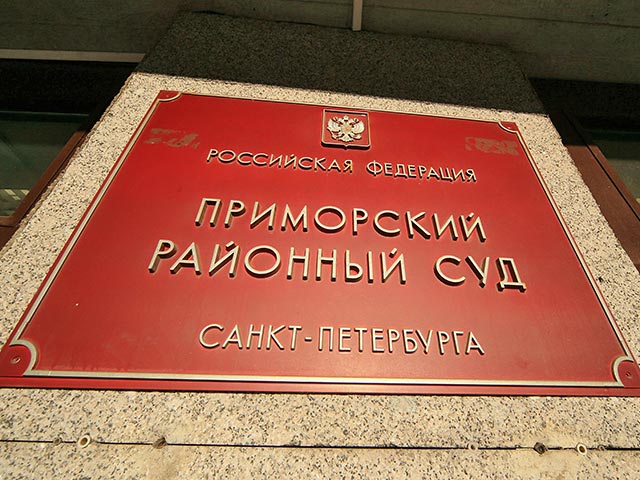 РОССИЙСКАЯ ФЕДЕРАЦИЯ
ПРИМОРСКИЙ
РАЙОННЫЙ СУД
САНКТ-ПЕТЕРБУРГА